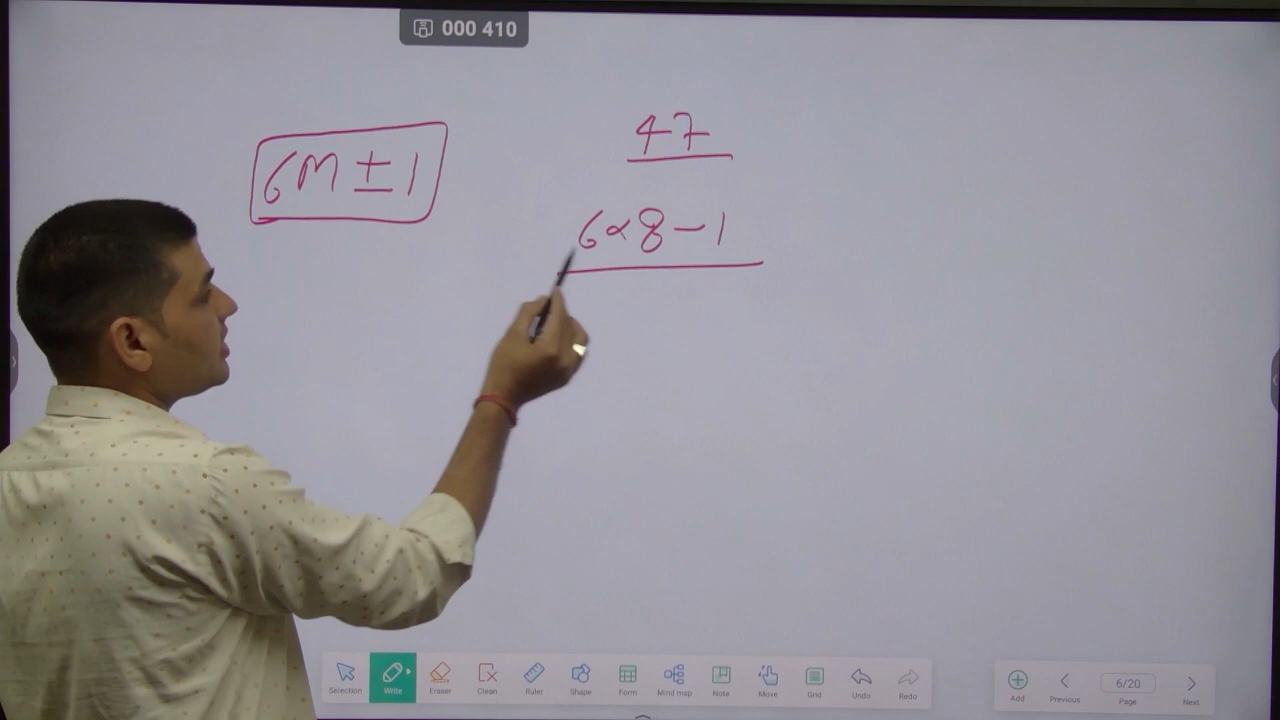 000 410
6M ± 1
47
6 × 8 - 1
Selection Write Eraser Clean Ruler Shape Form Mind map Note Move Grid Undo Redo
Add Previous 6/20 Page Next